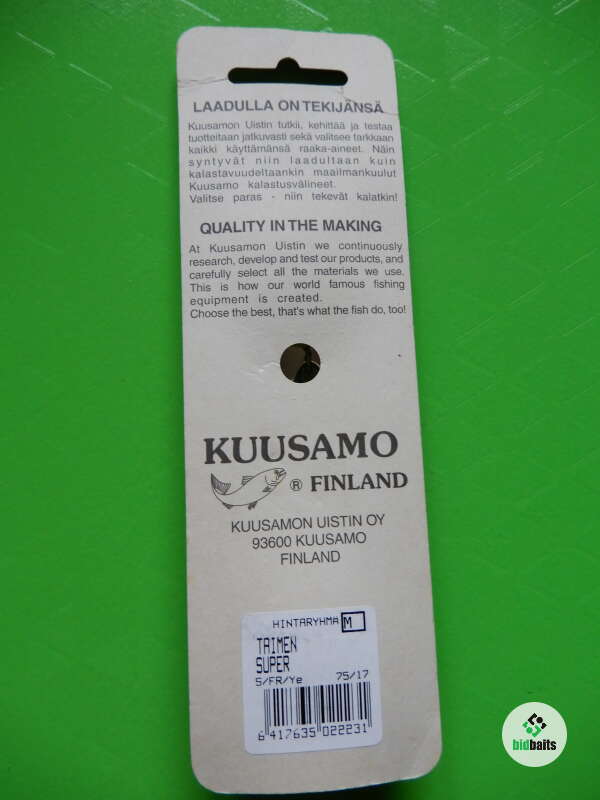 LAADULLA ON TEKIJÄNSÄ
Kuusamon Uistin tutkii, kehittää ja testaa
tuotteitaan jatkuvasti sekä valitsee tarkkaan
kaikki käyttämänsä raaka-aineet. Näin
syntyvät niin laadultaan kuin
kalastavuudeltaankin maailmankuulut
Kuusamo kalastusvälineet.
Valitse paras - niin tekevät kalatkin!
QUALITY IN THE MAKING
At Kuusamon Uistin we continuously
research, develop and test our products, and
carefully select all the materials we use.
This is how our world famous fishing
equipment is created.
Choose the best, that's what the fish do, too!
KUUSAMO
® FINLAND
KUUSAMON UISTIN OY
93600 KUUSAMO
FINLAND
HINTARYHMA M
TAIMEN
SUPER
S/FR/Ye 75/17
6 417635 022231
bidbaits